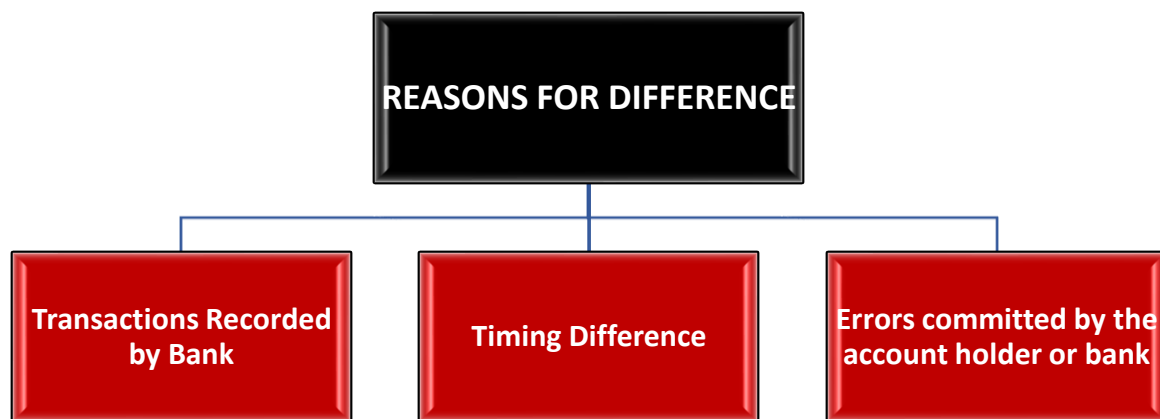 REASONS FOR DIFFERENCE
Transactions Recorded
by Bank
Timing Difference
Errors committed by the
account holder or bank